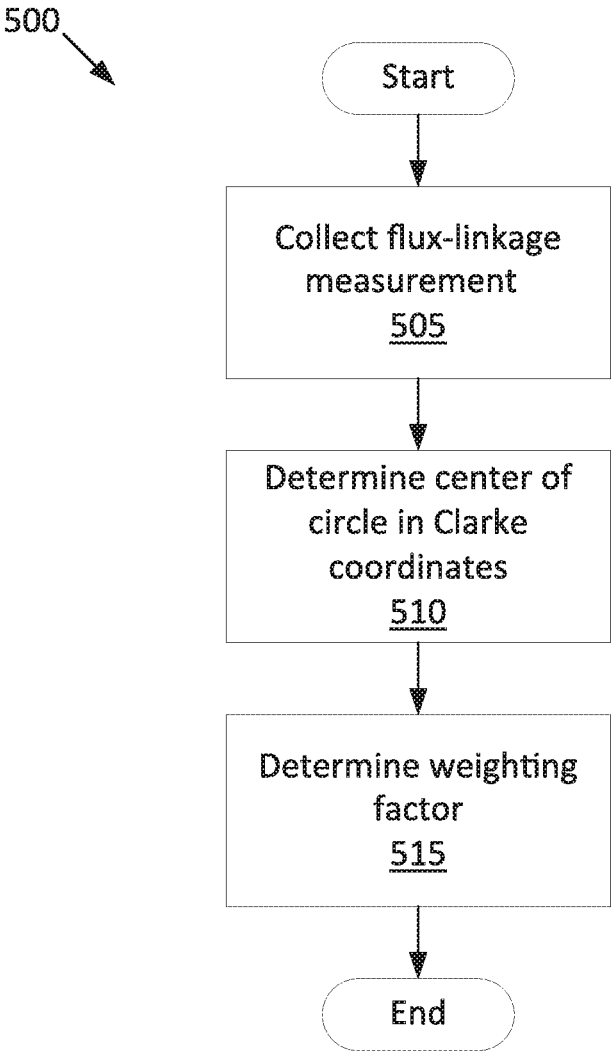 500
Start
Collect flux-linkage
measurement
505
Determine center of
circle in Clarke
coordinates
510
Determine weighting
factor
515
End